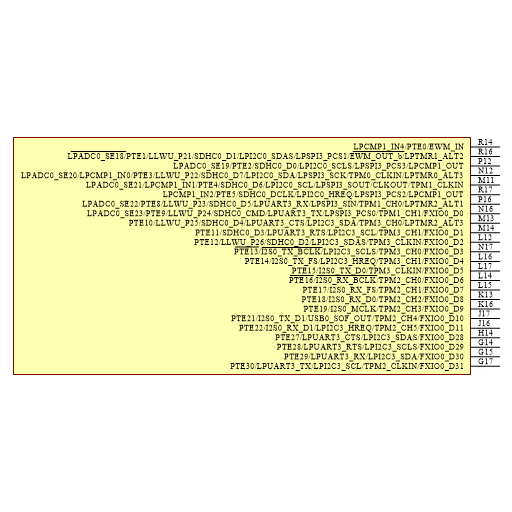 LPCMP1_IN4/PTE0/EWM_IN R14
LPADC0_SE18/PTE1/LLWU_P21/SDHC0_D1/LPI2C0_SDAS/LPSPI3_PCS1/EWM_OUT_b/LPTMR1_ALT2 R16
LPADC0_SE19/PTE2/SDHC0_D0/LPI2C0_SCLS/LPSPI3_PCS3/LPCMP1_OUT P12
LPADC0_SE20/LPCMP1_IN0/PTE3/LLWU_P22/SDHC0_D7/LPI2C0_SDA/LPSPI3_SCK/TPM0_CLKIN/LPTMR0_ALT3 N12
LPADC0_SE21/LPCMP1_IN1/PTE4/SDHC0_D6/LPI2C0_SCL/LPSPI3_SOUT/CLKOUT/TPM1_CLKIN M11
LPCMP1_IN2/PTE5/SDHC0_DCLK/LPI2C0_HREQ/LPSPI3_PCS2/LPCMP1_OUT R17
LPADC0_SE22/PTE8/LLWU_P23/SDHC0_D5/LPUART3_RX/LPSPI3_SIN/TPM1_CH0/LPTMR2_ALT1 P16
LPADC0_SE23/PTE9/LLWU_P24/SDHC0_CMD/LPUART3_TX/LPSPI3_PCS0/TPM1_CH1/FXIO0_D0 N16
PTE10/LLWU_P25/SDHC0_D4/LPUART3_CTS/LPI2C3_SDA/TPM3_CH0/LPTMR2_ALT3 M13
PTE11/SDHC0_D3/LPUART3_RTS/LPI2C3_SCL/TPM3_CH1/FXIO0_D1 M14
PTE12/LLWU_P26/SDHC0_D2/LPI2C3_SDAS/TPM3_CLKIN/FXIO0_D2 L12
PTE13/I2S0_TX_BCLK/LPI2C3_SCLS/TPM3_CH0/FXIO0_D3 N17
PTE14/I2S0_TX_FS/LPI2C3_HREQ/TPM3_CH1/FXIO0_D4 L16
PTE15/I2S0_TX_D0/TPM3_CLKIN/FXIO0_D5 L17
PTE16/I2S0_RX_BCLK/TPM2_CH0/FXIO0_D6 L14
PTE17/I2S0_RX_FS/TPM2_CH1/FXIO0_D7 L15
PTE18/I2S0_RX_D0/TPM2_CH2/FXIO0_D8 K13
PTE19/I2S0_MCLK/TPM2_CH3/FXIO0_D9 K16
PTE21/I2S0_TX_D1/USB0_SOF_OUT/TPM2_CH4/FXIO0_D10 J17
PTE22/I2S0_RX_D1/LPI2C3_HREQ/TPM2_CH5/FXIO0_D11 J16
PTE27/LPUART3_CTS/LPI2C3_SDAS/FXIO0_D28 H14
PTE28/LPUART3_RTS/LPI2C3_SCLS/FXIO0_D29 G14
PTE29/LPUART3_RX/LPI2C3_SDA/FXIO0_D30 G15
PTE30/LPUART3_TX/LPI2C3_SCL/TPM2_CLKIN/FXIO0_D31 G17